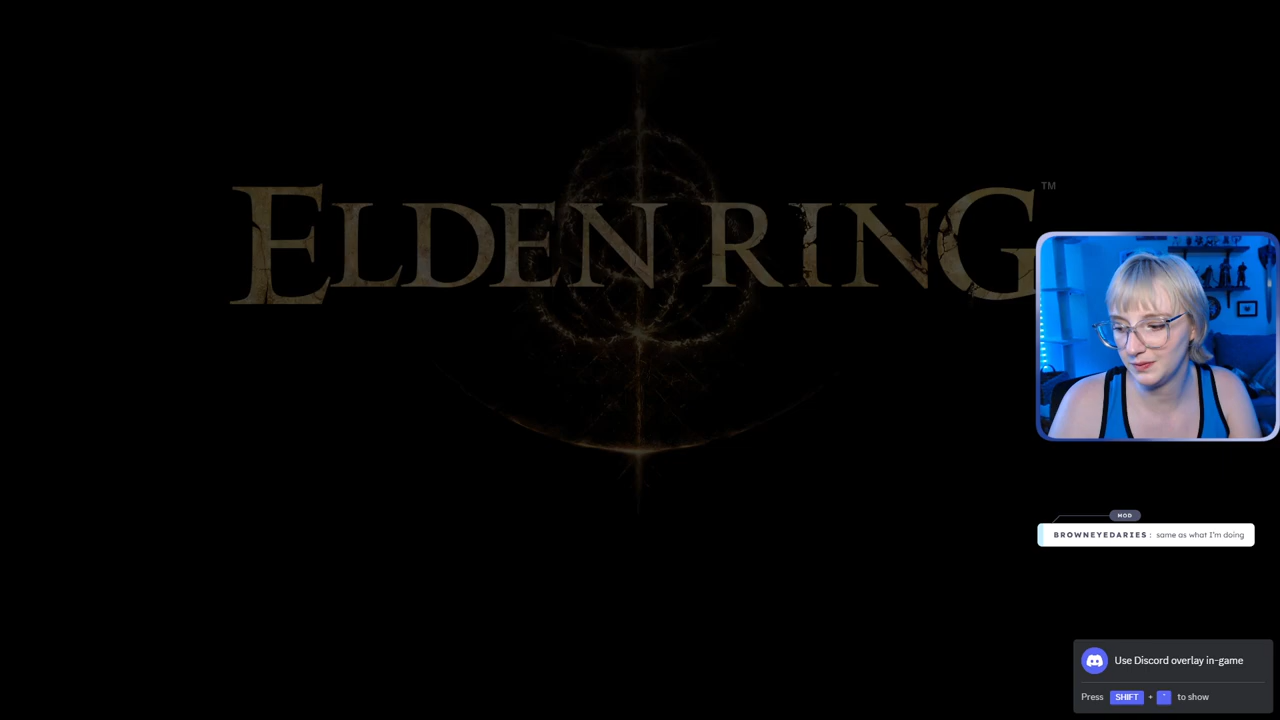 ELDEN RING™
MOD
BROWNEYEDARIES : same as what I'm doing
Use Discord overlay in-game
Press SHIFT + ` to show